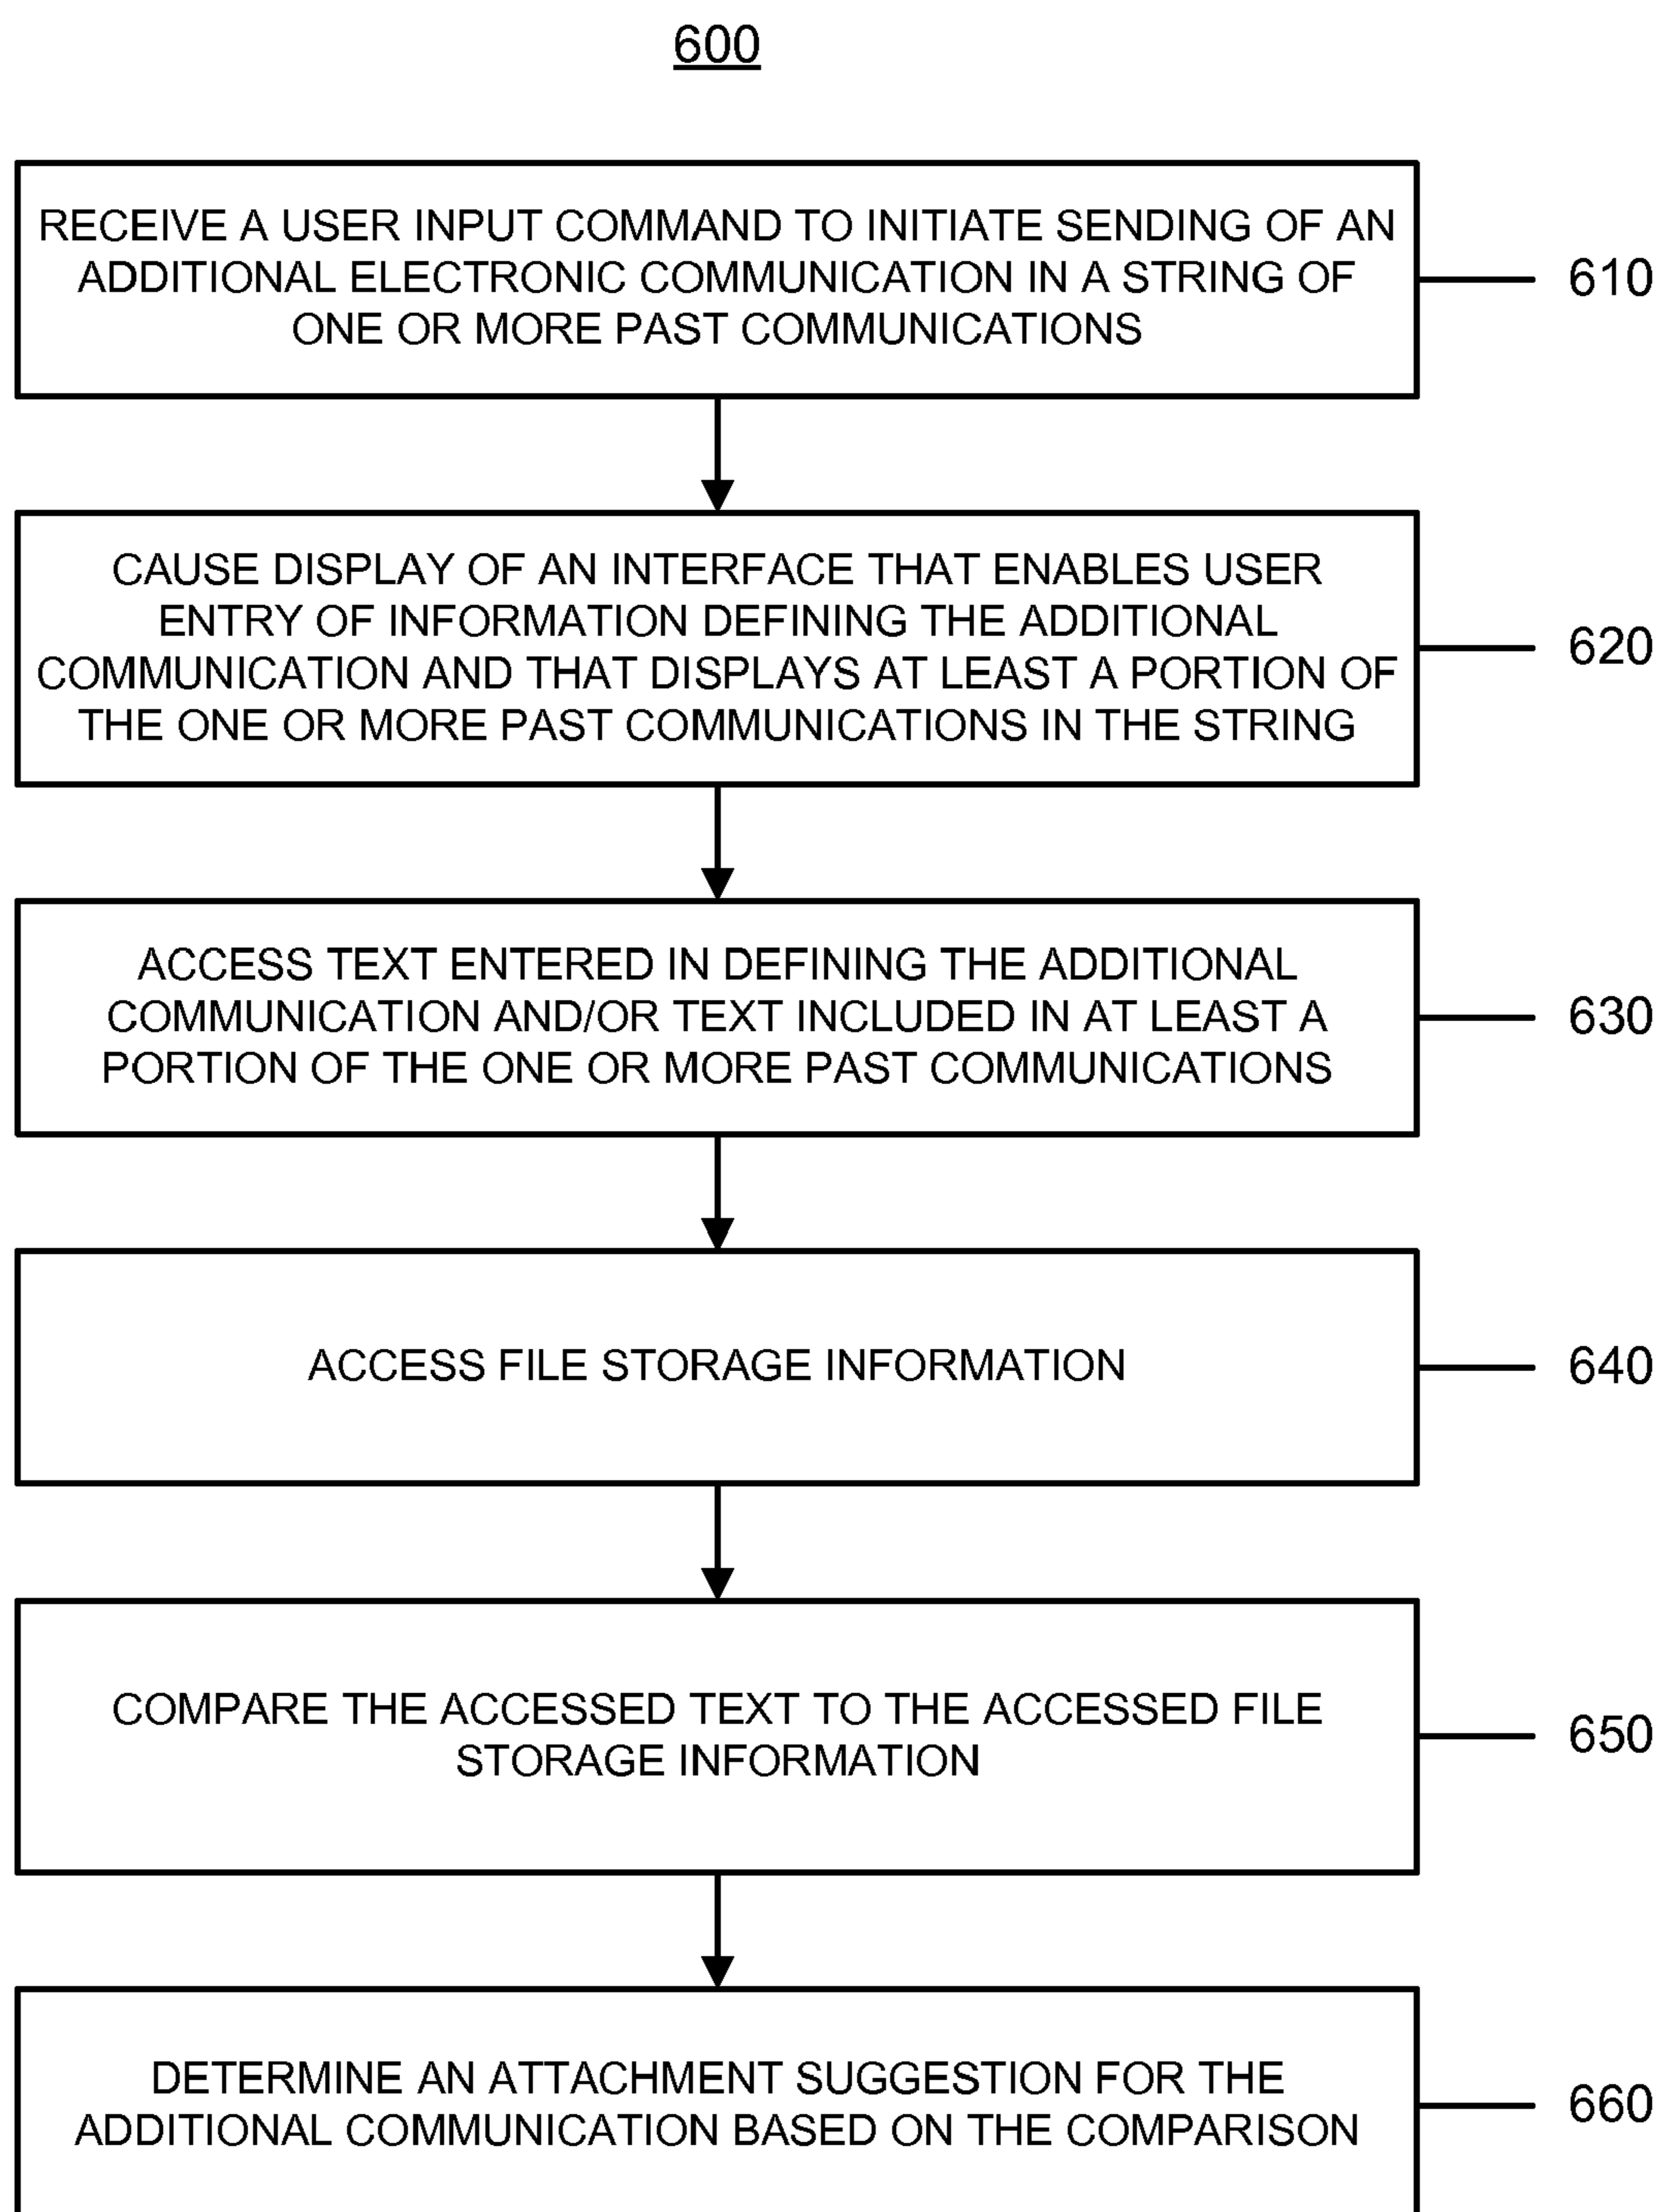 600
RECEIVE A USER INPUT COMMAND TO INITIATE SENDING OF AN
ADDITIONAL ELECTRONIC COMMUNICATION IN A STRING OF
ONE OR MORE PAST COMMUNICATIONS
610
CAUSE DISPLAY OF AN INTERFACE THAT ENABLES USER
ENTRY OF INFORMATION DEFINING THE ADDITIONAL
COMMUNICATION AND THAT DISPLAYS AT LEAST A PORTION OF
THE ONE OR MORE PAST COMMUNICATIONS IN THE STRING
620
ACCESS TEXT ENTERED IN DEFINING THE ADDITIONAL
COMMUNICATION AND/OR TEXT INCLUDED IN AT LEAST A
PORTION OF THE ONE OR MORE PAST COMMUNICATIONS
630
ACCESS FILE STORAGE INFORMATION
640
COMPARE THE ACCESSED TEXT TO THE ACCESSED FILE
STORAGE INFORMATION
650
DETERMINE AN ATTACHMENT SUGGESTION FOR THE
ADDITIONAL COMMUNICATION BASED ON THE COMPARISON
660